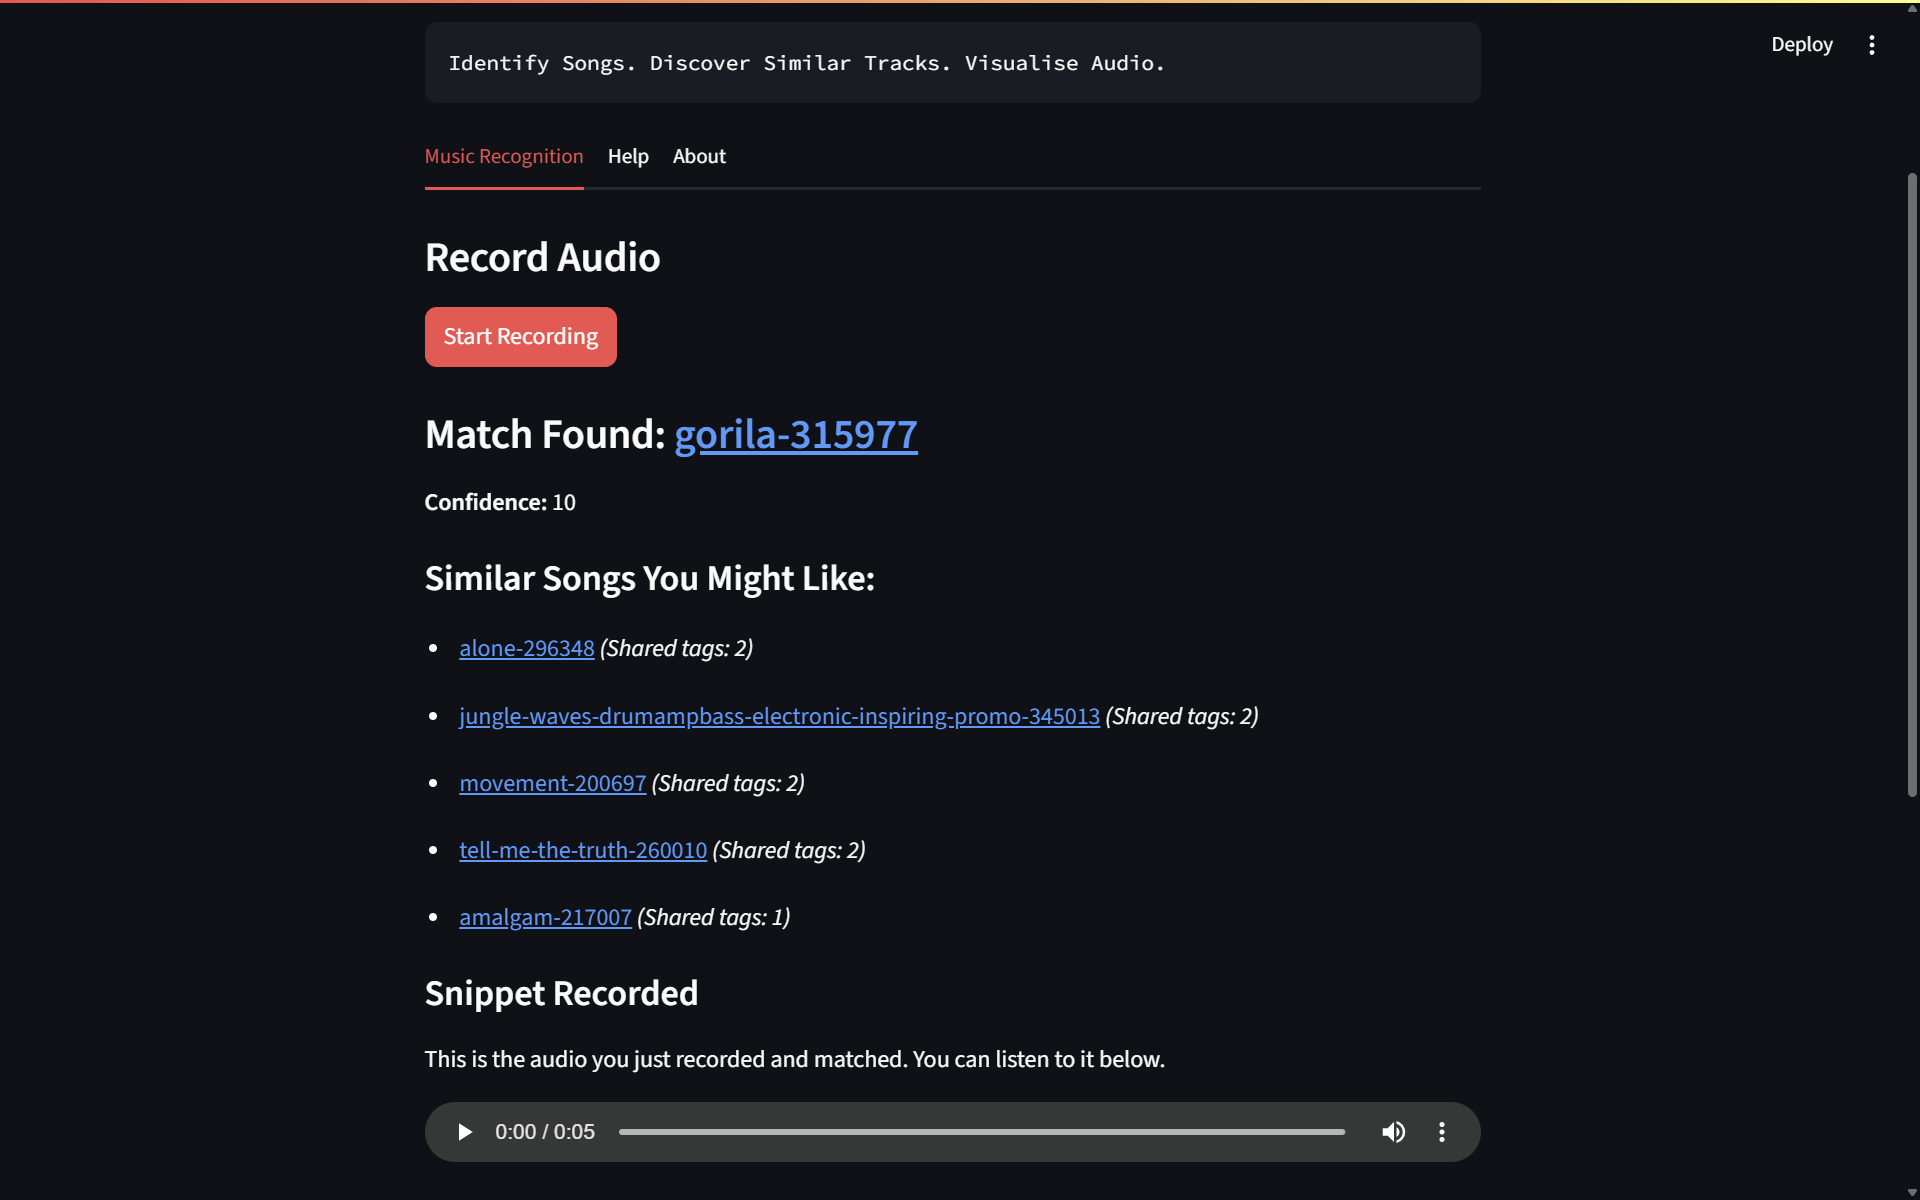 Identify Songs. Discover Similar Tracks. Visualise Audio.
Deploy
Music Recognition Help About
Record Audio
Start Recording
Match Found: gorila-315977
Confidence: 10
Similar Songs You Might Like:
alone-296348 (Shared tags: 2)
jungle-waves-drumampbass-electronic-inspiring-promo-345013 (Shared tags: 2)
movement-200697 (Shared tags: 2)
tell-me-the-truth-260010 (Shared tags: 2)
amalgam-217007 (Shared tags: 1)
Snippet Recorded
This is the audio you just recorded and matched. You can listen to it below.
0:00 / 0:05